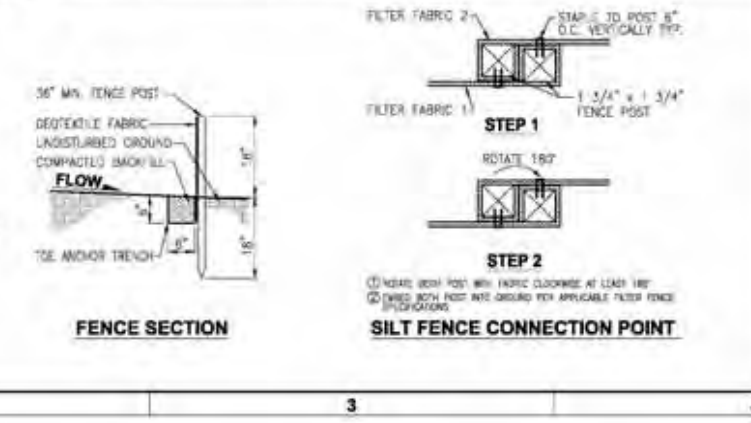 36" MIN. FENCE POST
GEOTEXTILE FABRIC
UNDISTURBED GROUND
COMPACTED BACKFILL
FLOW
18"
6"
6"
18"
TOE ANCHOR TRENCH
FENCE SECTION
FILTER FABRIC 2
STAPLE TO POST 6"
O.C. VERTICALLY TYP.
FILTER FABRIC 1
1 3/4" x 1 3/4"
FENCE POST
STEP 1
ROTATE 180°
STEP 2
① ROTATE BOTH POST WITH FABRIC CLOCKWISE AT LEAST 180°
② BOTH POST INTO GROUND PER APPLICABLE FILTER FENCE
SPECIFICATIONS
SILT FENCE CONNECTION POINT
3